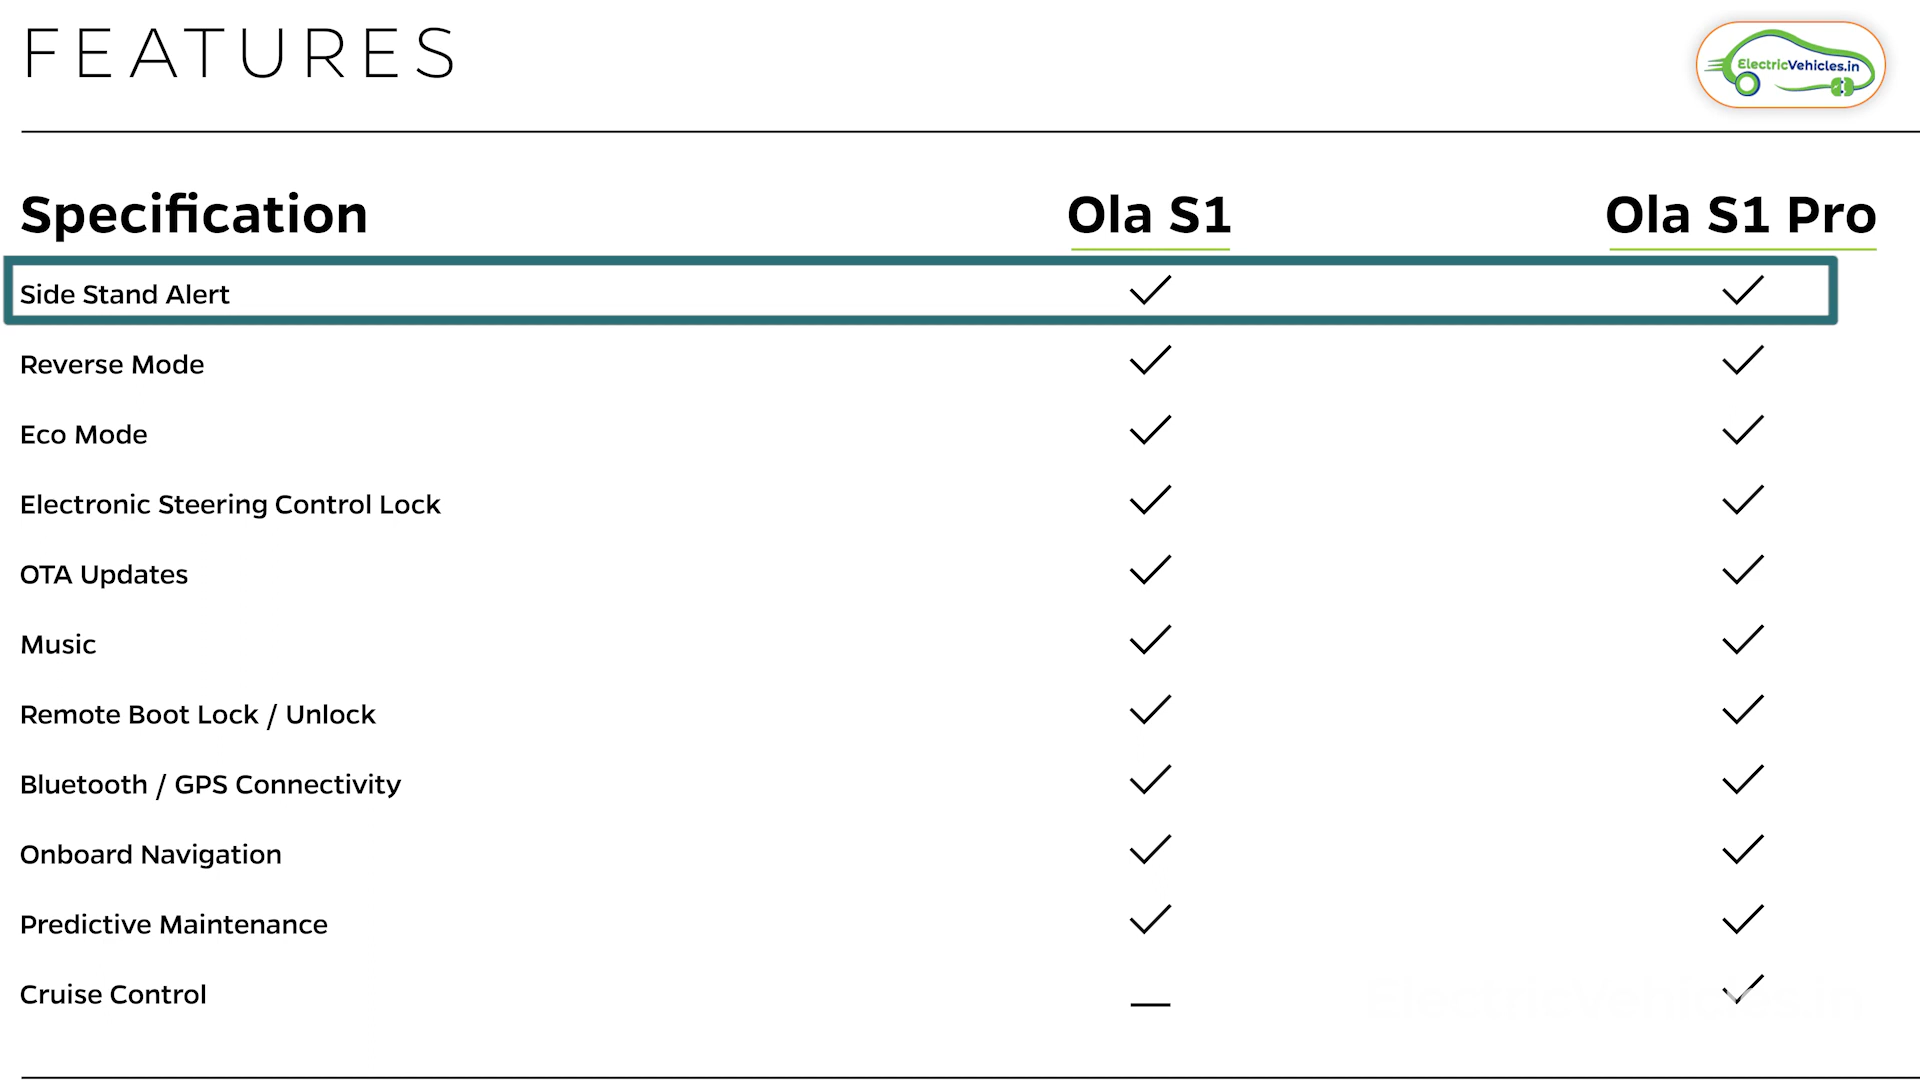 FEATURES
ElectricVehicles.in
Specification Ola S1 Ola S1 Pro
Side Stand Alert ✓ ✓
Reverse Mode ✓ ✓
Eco Mode ✓ ✓
Electronic Steering Control Lock ✓ ✓
OTA Updates ✓ ✓
Music ✓ ✓
Remote Boot Lock / Unlock ✓ ✓
Bluetooth / GPS Connectivity ✓ ✓
Onboard Navigation ✓ ✓
Predictive Maintenance ✓ ✓
Cruise Control — ✓